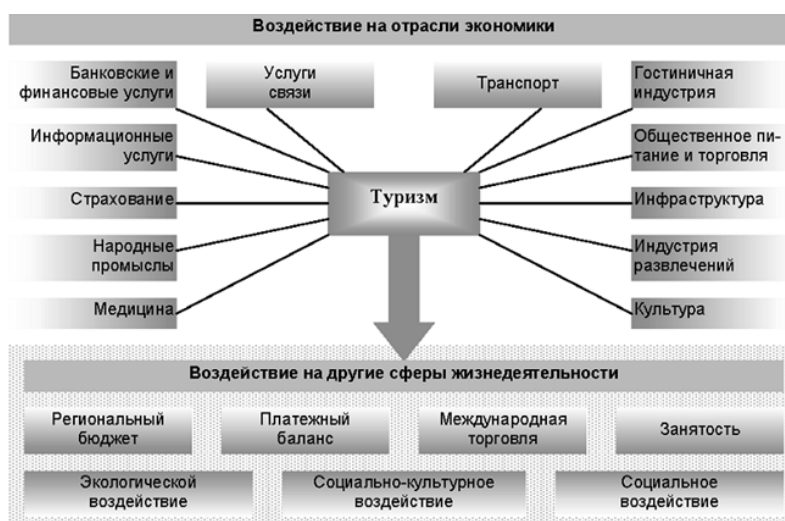 Воздействие на отрасли экономики
Банковские и
финансовые услуги
Услуги
связи
Транспорт
Гостиничная
индустрия
Информационные
услуги
Общественное пи-
тание и торговля
Страхование
Туризм
Инфраструктура
Народные
промыслы
Индустрия
развлечений
Медицина
Культура
Воздействие на другие сферы жизнедеятельности
Региональный
бюджет
Платежный
баланс
Международная
торговля
Занятость
Экологической
воздействие
Социально-культурное
воздействие
Социальное
воздействие